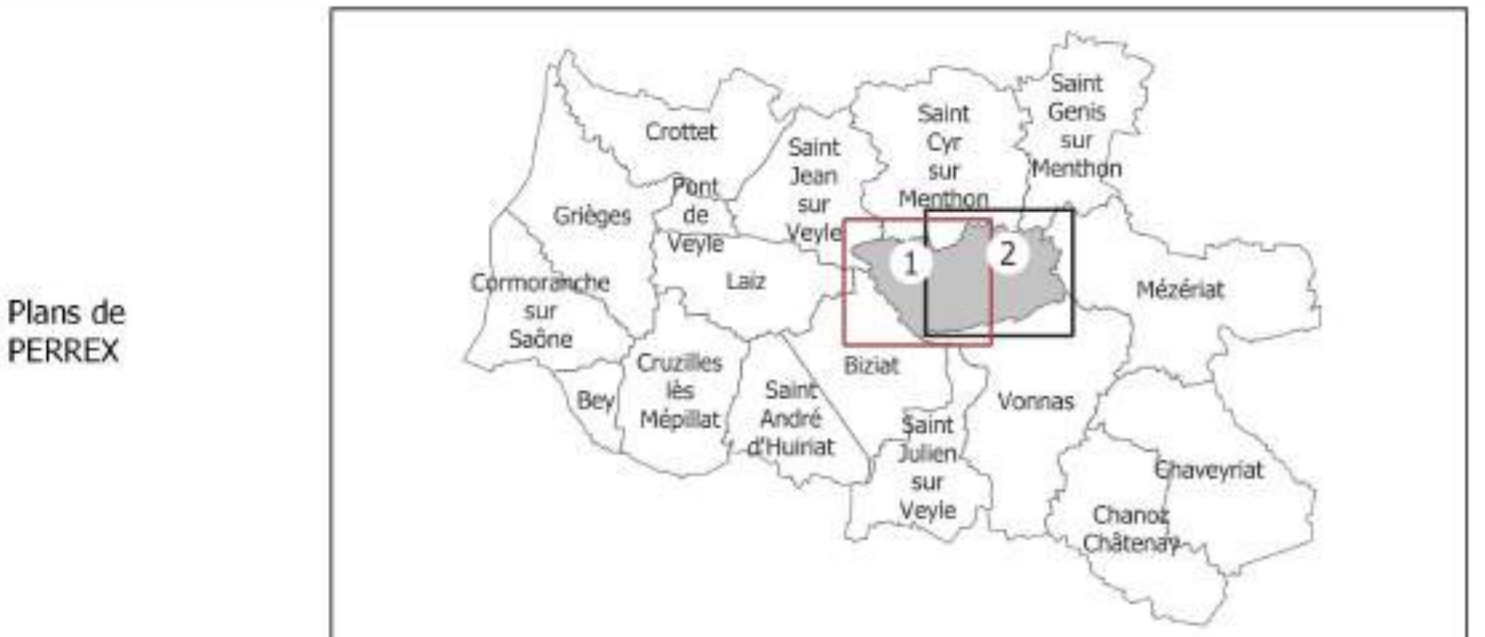 Plans de
PERREX
Saint
Genis
sur
Menthon
Saint
Cyr
sur
Menthon
Crottet
Saint
Jean
sur
Veyle
Pont
de
Veyle
Grièges
1
2
Laiz
Cormoranche
sur
Saône
Mézériat
Biziat
Cruzilles
lès
Mépillat
Bey
Saint
André
d'Huiriat
Vonnas
Saint
Julien
sur
Veyle
Chaveyriat
Chanoz
Châtenay